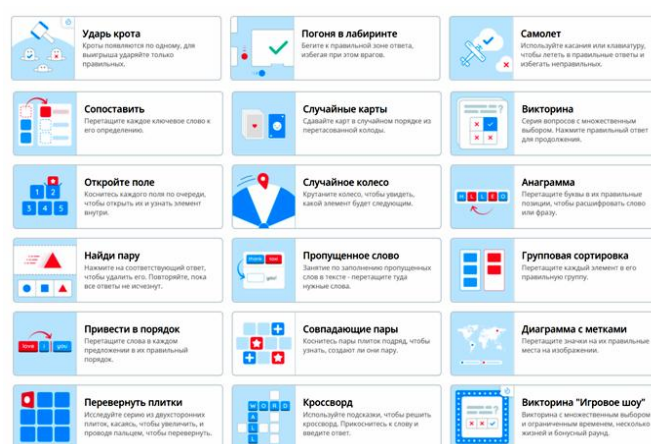 Ударь крота
Кроты появляются по одному, для
выигрыша ударяйте только
правильных.
Погоня в лабиринте
Бегите к правильной зоне ответа,
избегая при этом врагов.
Самолет
Используйте касания или клавиатуру,
чтобы лететь в правильные ответы и
избегать неправильных.
Сопоставить
Перетащите каждое ключевое слово к
его определению.
Случайные карты
Сдавайте карт в случайном порядке из
перетасованной колоды.
Викторина
Серия вопросов с множественным
выбором. Нажмите правильный ответ
для продолжения.
1 2
3 4 5
Откройте поле
Коснитесь каждого поля по очереди,
чтобы открыть их и узнать элемент
внутри.
Случайное колесо
Крутаните колесо, чтобы увидеть,
какой элемент будет следующим.
H L L E O
Анаграмма
Перетащите буквы в их правильные
позиции, чтобы расшифровать слово
или фразу.
Найди пару
Нажмите на соответствующий ответ,
чтобы удалить его. Повторяйте, пока
все ответы не исчезнут.
you!
Пропущенное слово
Занятие по заполнению пропущенных
слов в тексте - перетащите туда
нужные слова.
Групповая сортировка
Перетащите каждый элемент в его
правильную группу.
love I you
Привести в порядок
Перетащите слова в каждом
предложении в их правильный
порядок.
Совпадающие пары
Коснитесь пары плиток подряд, чтобы
узнать, создают ли они пару.
Диаграмма с метками
Перетащите значки на их правильные
места на изображении.
Перевернуть плитки
Исследуйте серию из двухсторонних
плиток, касаясь, чтобы увеличить, и
проводя пальцем, чтобы перевернуть.
W O R D
A
L
Кроссворд
Используйте подсказки, чтобы решить
кроссворд. Прикоснитесь к слову и
введите ответ.
Викторина "Игровое шоу"
Викторина с множественным выбором
и ограниченным временем, несколько
жизней и бонусный раунд.